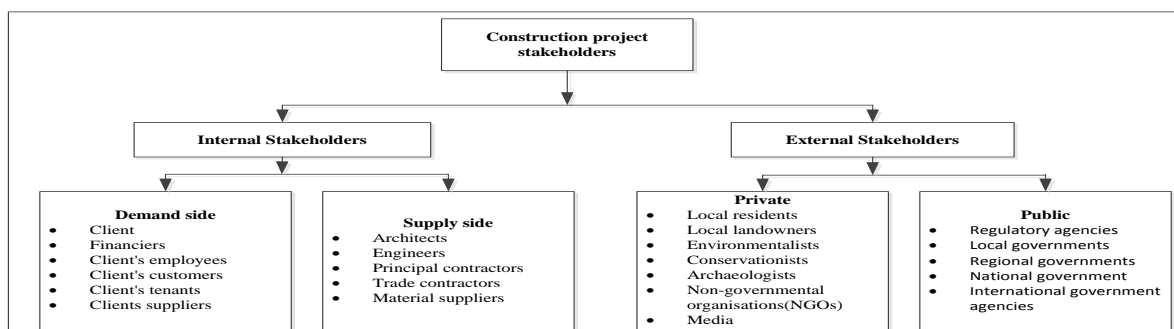 Construction project
stakeholders
Internal Stakeholders
External Stakeholders
Demand side
• Client
• Financiers
• Client's employees
• Client's customers
• Client's tenants
• Clients suppliers
Supply side
• Architects
• Engineers
• Principal contractors
• Trade contractors
• Material suppliers
Private
• Local residents
• Local landowners
• Environmentalists
• Conservationists
• Archaeologists
• Non-governmental
organisations(NGOs)
• Media
Public
• Regulatory agencies
• Local governments
• Regional governments
• National government
• International government
agencies